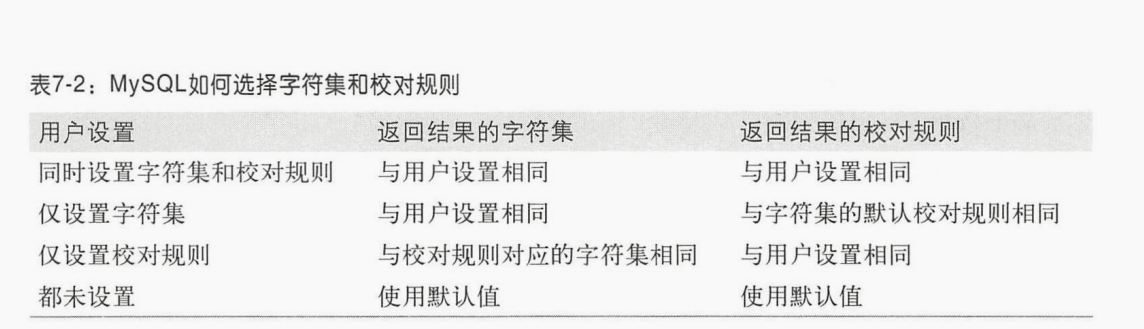 表7-2：MySQL如何选择字符集和校对规则
用户设置 返回结果的字符集 返回结果的校对规则
同时设置字符集和校对规则 与用户设置相同 与用户设置相同
仅设置字符集 与用户设置相同 与字符集的默认校对规则相同
仅设置校对规则 与校对规则对应的字符集相同 与用户设置相同
都未设置 使用默认值 使用默认值